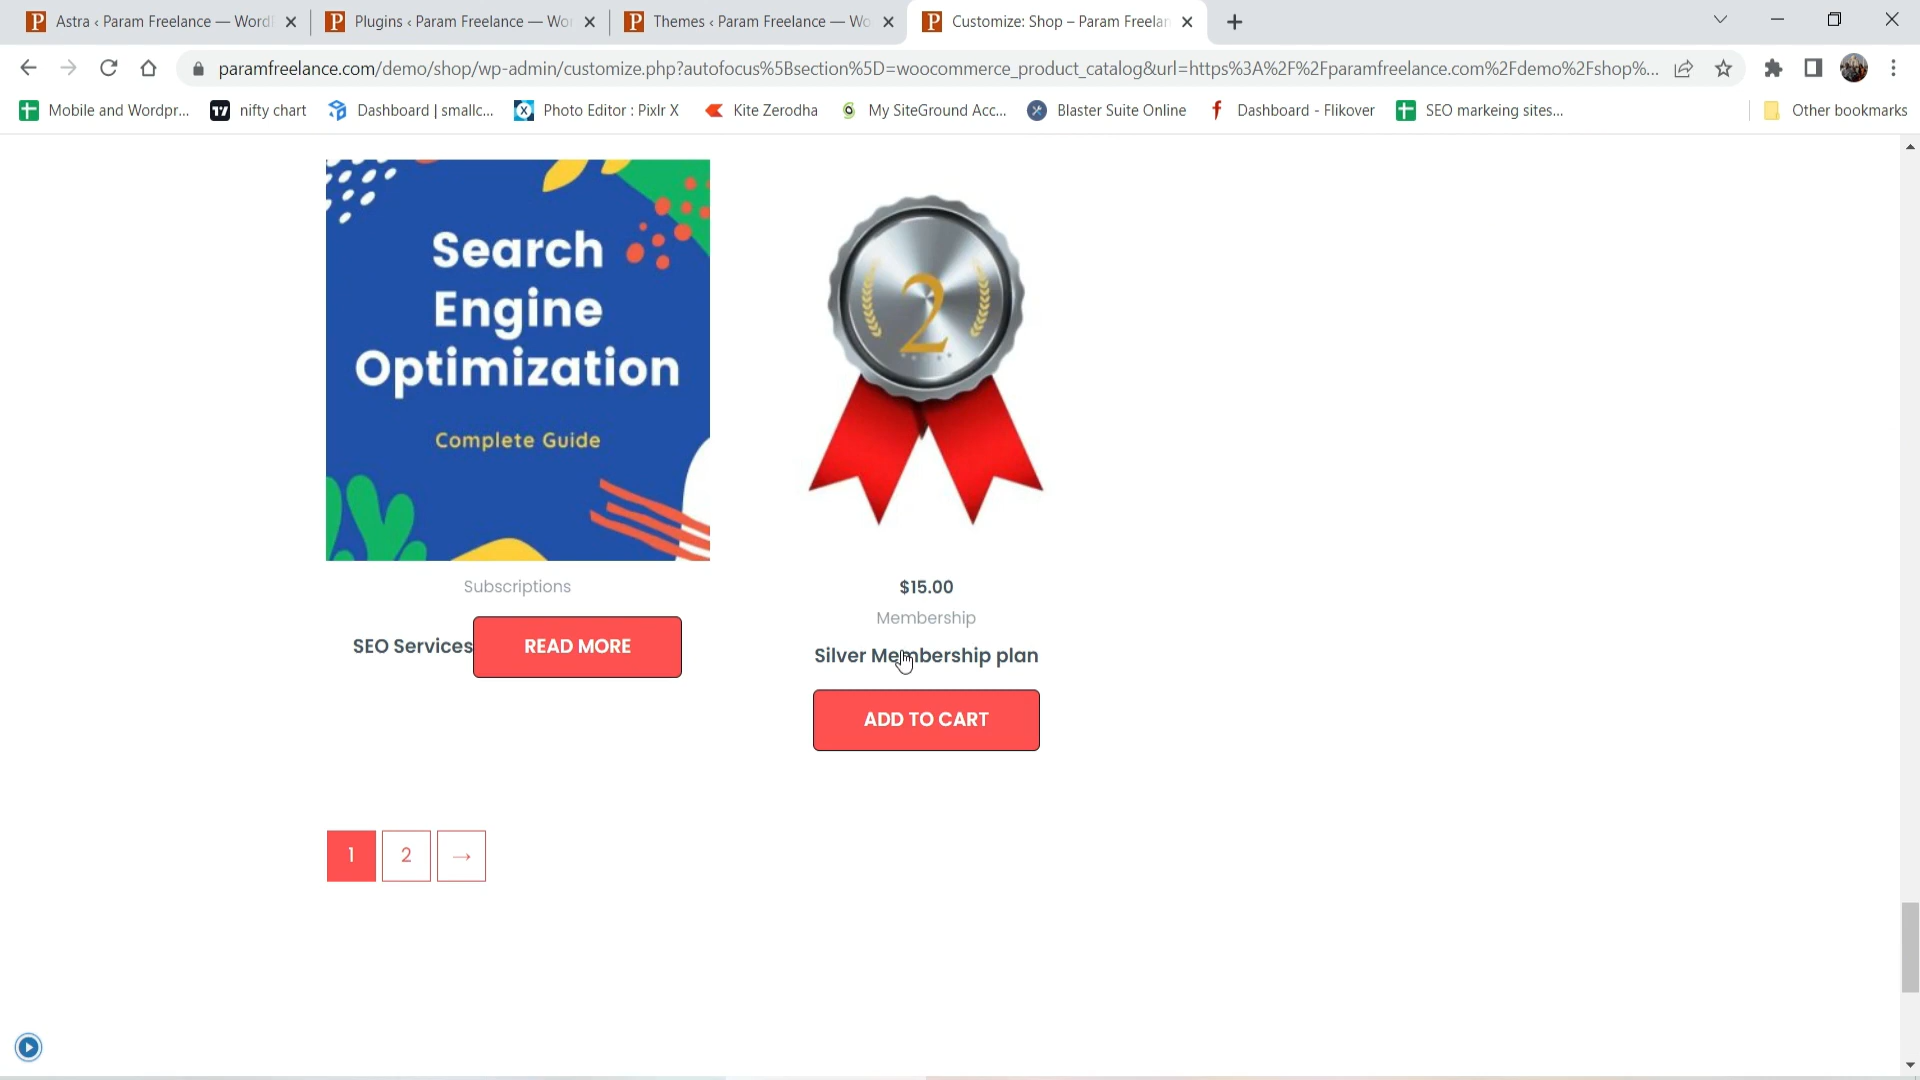 Astra ‹ Param Freelance — Word
Plugins ‹ Param Freelance — Wo
Themes ‹ Param Freelance — Wo
Customize: Shop – Param Freelan
paramfreelance.com/demo/shop/wp-admin/customize.php?autofocus%5Bsection%5D=woocommerce_product_catalog&url=https%3A%2F%2Fparamfreelance.com%2Fdemo%2Fshop%...
Mobile and Wordpr...
nifty chart
Dashboard | smallc...
Photo Editor : Pixlr X
Kite Zerodha
My SiteGround Acc...
Blaster Suite Online
Dashboard - Flikover
SEO markeing sites...
Other bookmarks
Search
Engine
Optimization
Complete Guide
2
Subscriptions
SEO Services
READ MORE
$15.00
Membership
Silver Membership plan
ADD TO CART
1
2
→